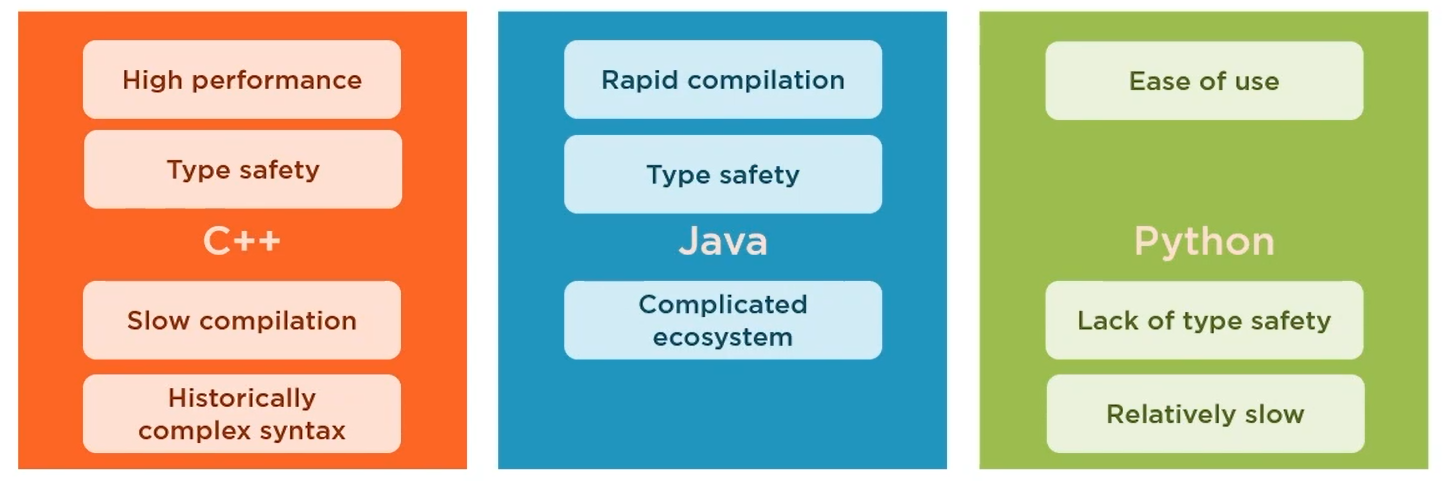 High performance
Type safety
C++
Slow compilation
Historically
complex syntax
Rapid compilation
Type safety
Java
Complicated
ecosystem
Ease of use
Python
Lack of type safety
Relatively slow